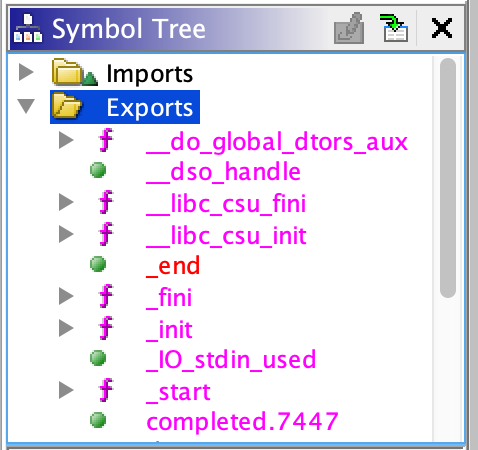 Symbol Tree
Imports
Exports
f __do_global_dtors_aux
__dso_handle
f __libc_csu_fini
f __libc_csu_init
_end
f _fini
f _init
_IO_stdin_used
f _start
completed.7447